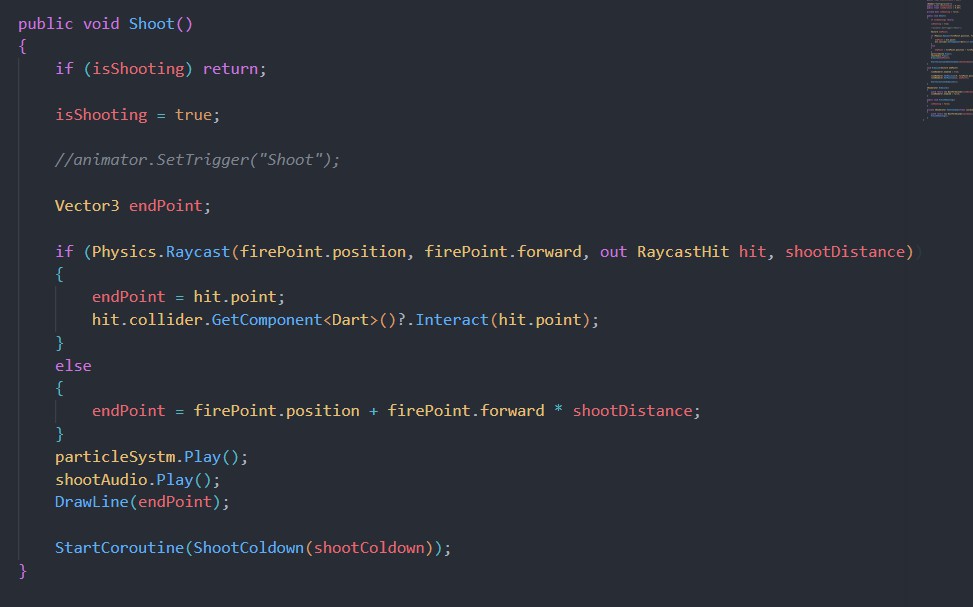 public void Shoot()
{
if (isShooting) return;
isShooting = true;
//animator.SetTrigger("Shoot");
Vector3 endPoint;
if (Physics.Raycast(firePoint.position, firePoint.forward, out RaycastHit hit, shootDistance)
{
endPoint = hit.point;
hit.collider.GetComponent<Dart>()?.Interact(hit.point);
}
else
{
endPoint = firePoint.position + firePoint.forward * shootDistance;
}
particleSystm.Play();
shootAudio.Play();
DrawLine(endPoint);
StartCoroutine(ShootColdown(shootColdown));
}